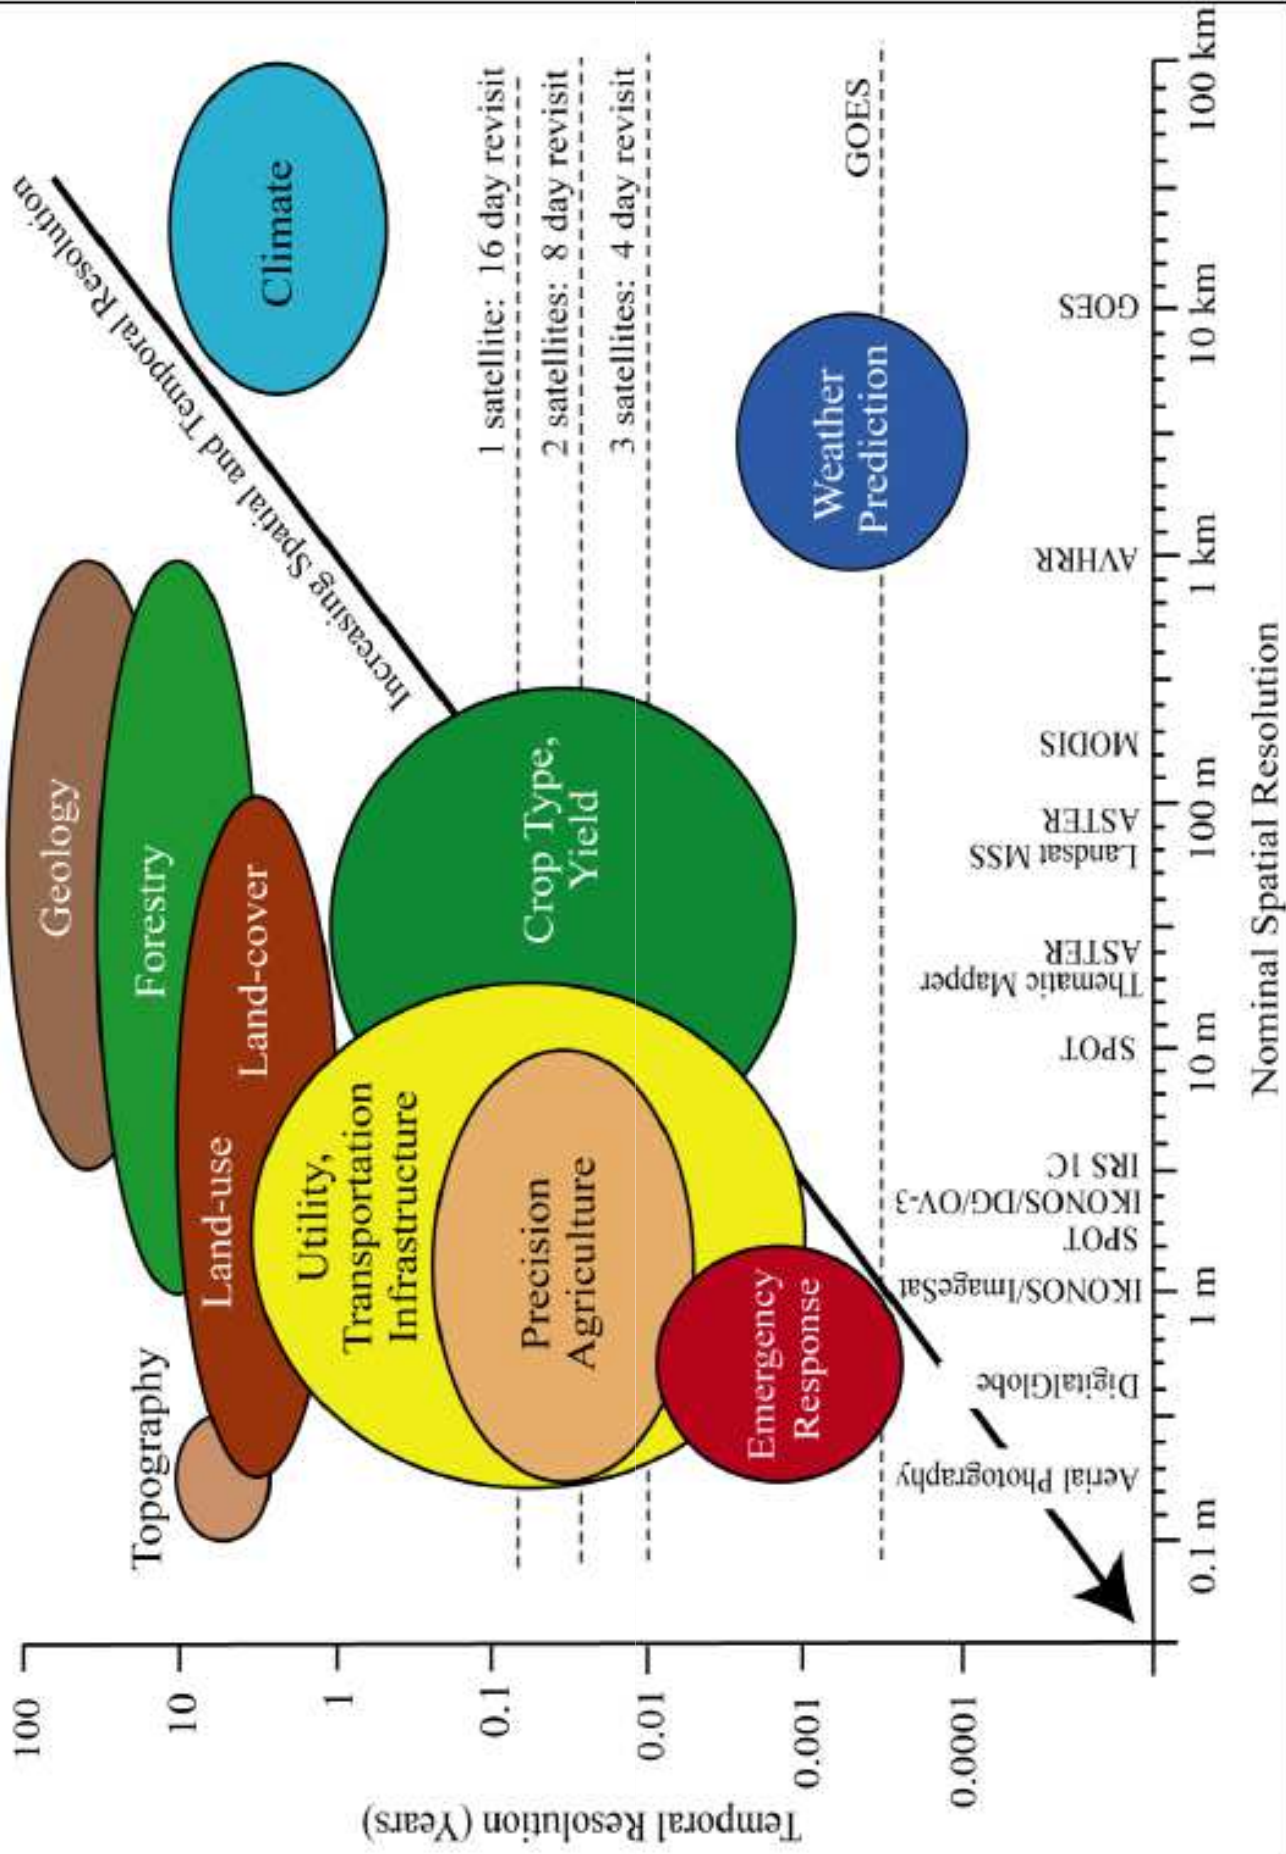 100
10
1
0.1
0.01
0.001
0.0001
Temporal Resolution (Years)
Geology
Forestry
Land-use
Land-cover
Topography
Climate
Increasing Spatial and Temporal Resolution
Utility,
Transportation
Infrastructure
Precision
Agriculture
Crop Type,
Yield
Emergency
Response
Weather
Prediction
1 satellite: 16 day revisit
2 satellites: 8 day revisit
3 satellites: 4 day revisit
GOES
Aerial Photography
DigitalGlobe
IKONOS/ImageSat
SPOT
IKONOS/DG/OV-3
IRS 1C
SPOT
Thematic Mapper
ASTER
Landsat MSS
ASTER
MODIS
AVHRR
GOES
0.1 m
1 m
10 m
100 m
1 km
10 km
100 km
Nominal Spatial Resolution